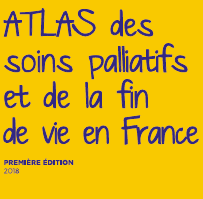 ATLAS des
soins palliatifs
et de la fin
de vie en France
PREMIÈRE ÉDITION
2018